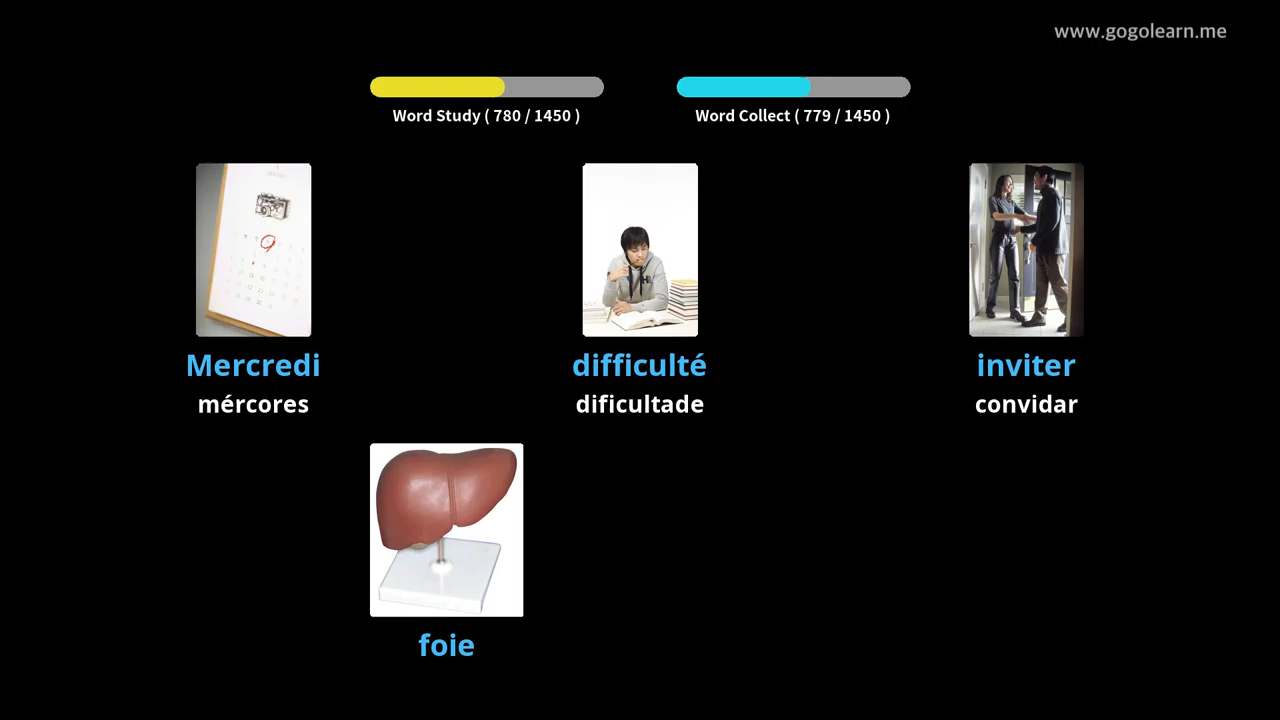 www.gogolearn.me
Word Study ( 780 / 1450 )
Word Collect ( 779 / 1450 )
Mercredi
mércores
difficulté
dificultade
inviter
convidar
foie